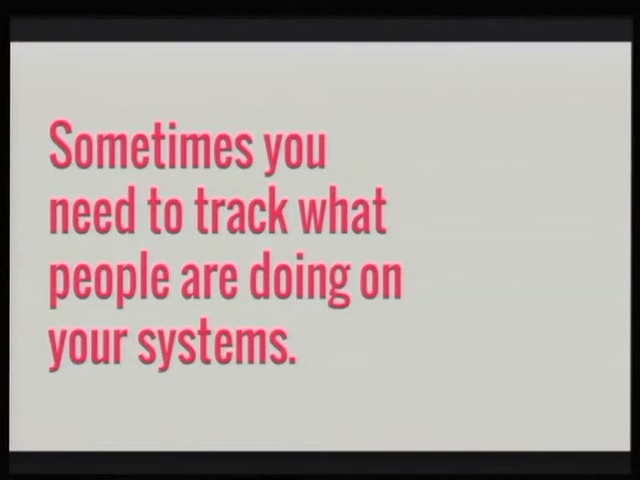 Sometimes you
need to track what
people are doing on
your systems.